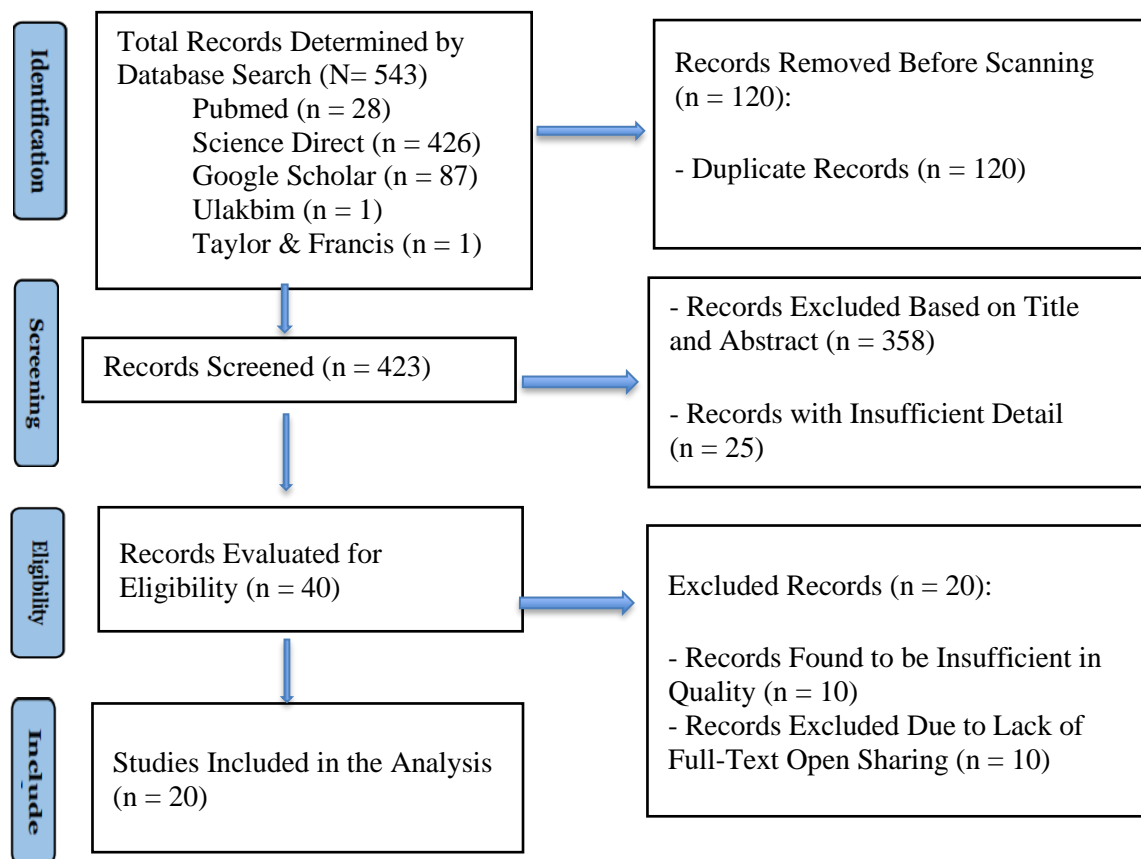 Identification
Total Records Determined by
Database Search (N= 543)
Pubmed (n = 28)
Science Direct (n = 426)
Google Scholar (n = 87)
Ulakbim (n = 1)
Taylor & Francis (n = 1)
Records Removed Before Scanning
(n = 120):
- Duplicate Records (n = 120)
Screening
Records Screened (n = 423)
- Records Excluded Based on Title
and Abstract (n = 358)
- Records with Insufficient Detail
(n = 25)
Eligibility
Records Evaluated for
Eligibility (n = 40)
Excluded Records (n = 20):
- Records Found to be Insufficient in
Quality (n = 10)
- Records Excluded Due to Lack of
Full-Text Open Sharing (n = 10)
Include
Studies Included in the Analysis
(n = 20)